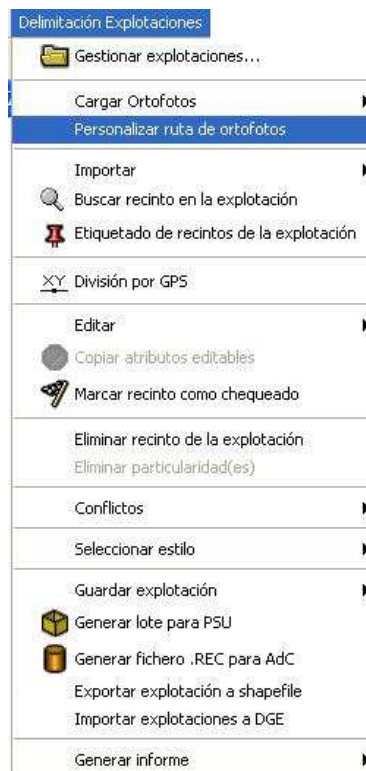 Delimitación Explotaciones
Gestionar explotaciones...
Cargar Ortofotos
Personalizar ruta de ortofotos
Importar
Buscar recinto en la explotación
Etiquetado de recintos de la explotación
XY División por GPS
Editar
Copiar atributos editables
Marcar recinto como chequeado
Eliminar recinto de la explotación
Eliminar particularidad(es)
Conflictos
Seleccionar estilo
Guardar explotación
Generar lote para PSU
Generar fichero .REC para AdC
Exportar explotación a shapefile
Importar explotaciones a DGE
Generar informe